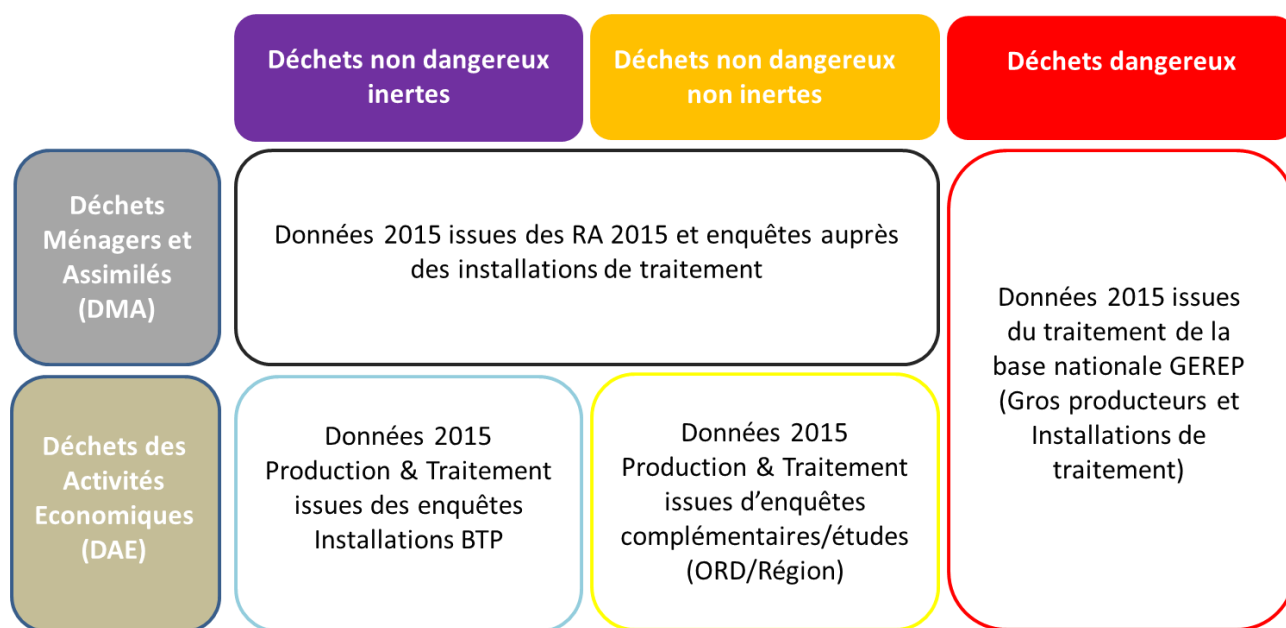 Déchets non dangereux
inertes
Déchets non dangereux
non inertes
Déchets dangereux
Déchets
Ménagers et
Assimilés
(DMA)
Données 2015 issues des RA 2015 et enquêtes auprès
des installations de traitement
Données 2015 issues
du traitement de la
base nationale GEREP
(Gros producteurs et
Installations de
traitement)
Déchets des
Activités
Economiques
(DAE)
Données 2015
Production & Traitement
issues des enquêtes
Installations BTP
Données 2015
Production & Traitement
issues d’enquêtes
complémentaires/études
(ORD/Région)